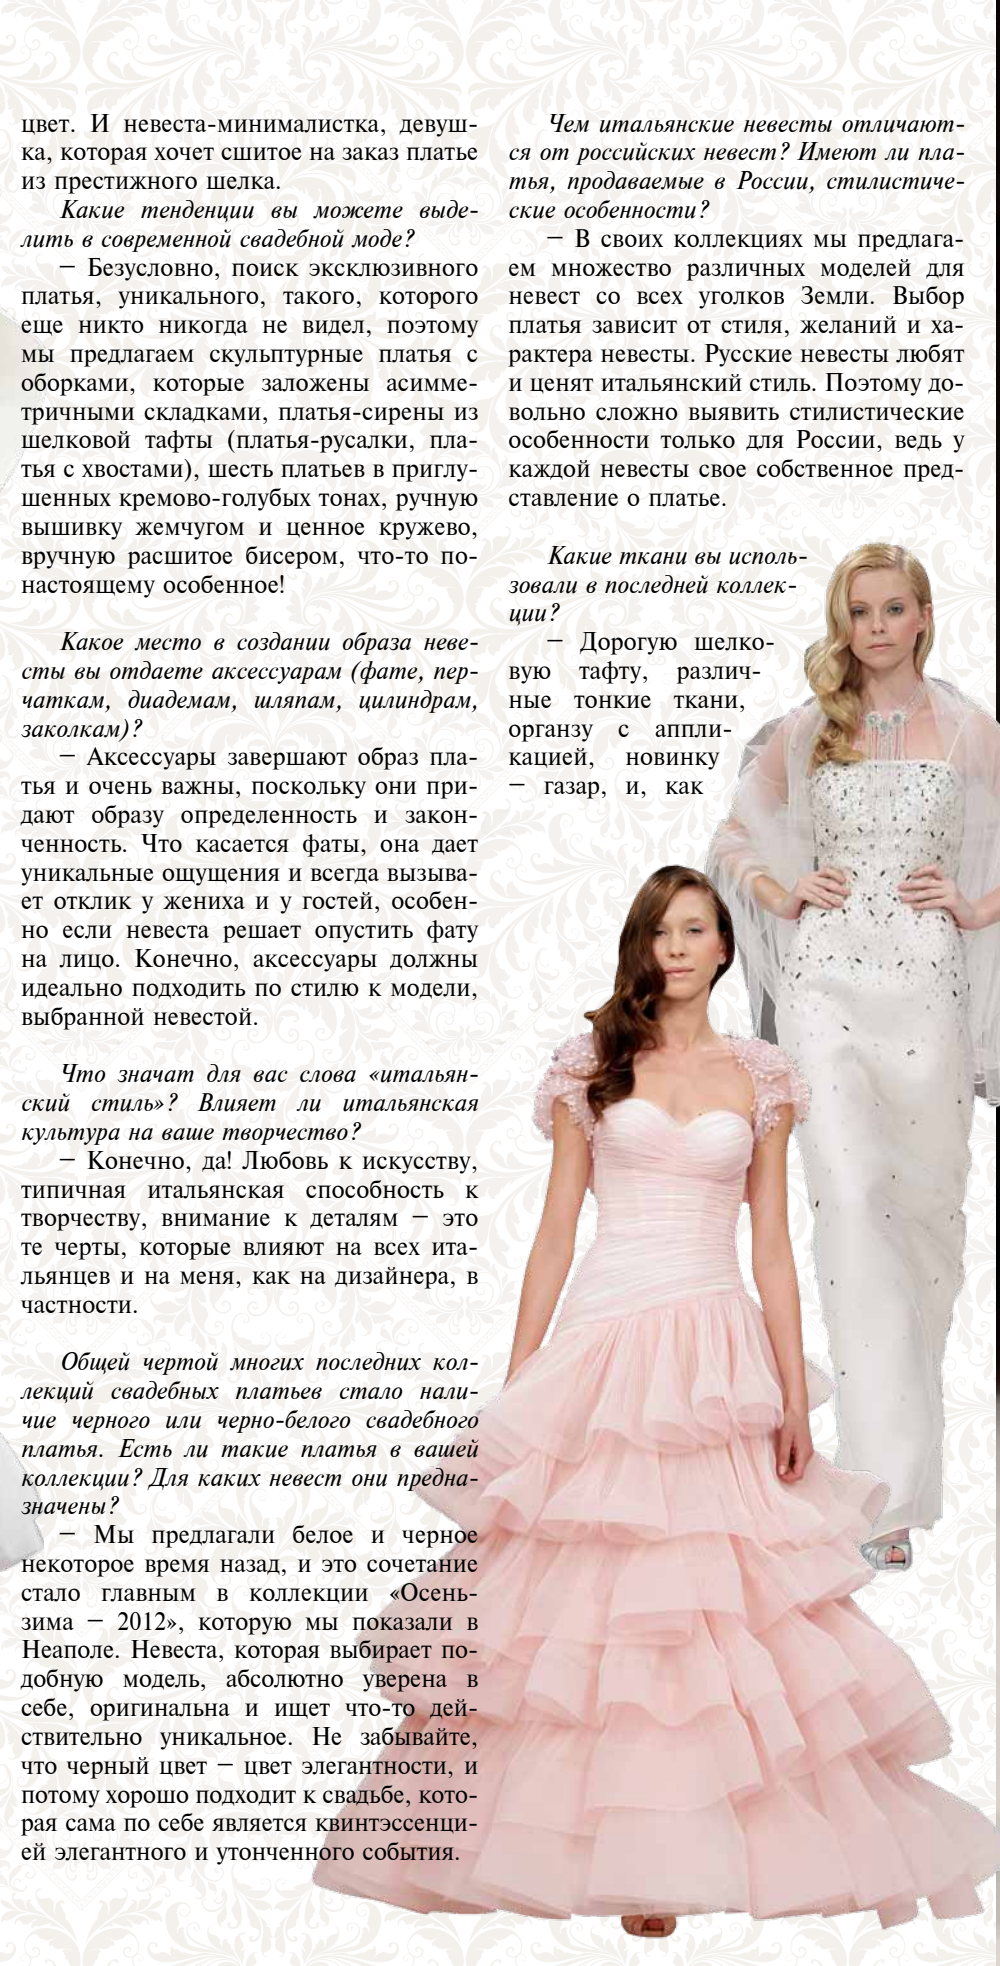 цвет. И невеста-минималистка, девуш-
ка, которая хочет сшитое на заказ платье
из престижного шелка.
Какие тенденции вы можете выде-
лить в современной свадебной моде?
— Безусловно, поиск эксклюзивного
платья, уникального, такого, которого
еще никто никогда не видел, поэтому
мы предлагаем скульптурные платья с
оборками, которые заложены асимме-
тричными складками, платья-сирены из
шелковой тафты (платья-русалки, пла-
тья с хвостами), шесть платьев в приглу-
шенных кремово-голубых тонах, ручную
вышивку жемчугом и ценное кружево,
вручную расшитое бисером, что-то по-
настоящему особенное!
Какое место в создании образа неве-
сты вы отдаете аксессуарам (фате, пер-
чаткам, диадемам, шляпам, цилиндрам,
заколкам)?
— Аксессуары завершают образ пла-
тья и очень важны, поскольку они при-
дают образу определенность и закон-
ченность. Что касается фаты, она дает
уникальные ощущения и всегда вызыва-
ет отклик у жениха и у гостей, особен-
но если невеста решает опустить фату
на лицо. Конечно, аксессуары должны
идеально подходить по стилю к модели,
выбранной невестой.
Что значат для вас слова «итальян-
ский стиль»? Влияет ли итальянская
культура на ваше творчество?
— Конечно, да! Любовь к искусству,
типичная итальянская способность к
творчеству, внимание к деталям — это
те черты, которые влияют на всех ита-
льянцев и на меня, как на дизайнера, в
частности.
Общей чертой многих последних кол-
лекций свадебных платьев стало нали-
чие черного или черно-белого свадебного
платья. Есть ли такие платья в вашей
коллекции? Для каких невест они предна-
значены?
— Мы предлагали белое и черное
некоторое время назад, и это сочетание
стало главным в коллекции «Осень-
зима — 2012», которую мы показали в
Неаполе. Невеста, которая выбирает по-
добную модель, абсолютно уверена в
себе, оригинальна и ищет что-то дей-
ствительно уникальное. Не забывайте,
что черный цвет — цвет элегантности, и
потому хорошо подходит к свадьбе, кото-
рая сама по себе является квинтэссенци-
ей элегантного и утонченного события.
Чем итальянские невесты отличают-
ся от российских невест? Имеют ли пла-
тья, продаваемые в России, стилистиче-
ские особенности?
— В своих коллекциях мы предлага-
ем множество различных моделей для
невест со всех уголков Земли. Выбор
платья зависит от стиля, желаний и ха-
рактера невесты. Русские невесты любят
и ценят итальянский стиль. Поэтому до-
вольно сложно выявить стилистические
особенности только для России, ведь у
каждой невесты свое собственное пред-
ставление о платье.
Какие ткани вы исполь-
зовали в последней коллек-
ции?
— Дорогую шелко-
вую тафту, различ-
ные тонкие ткани,
органзу с аппли-
кацией, новинку
— газар, и, как